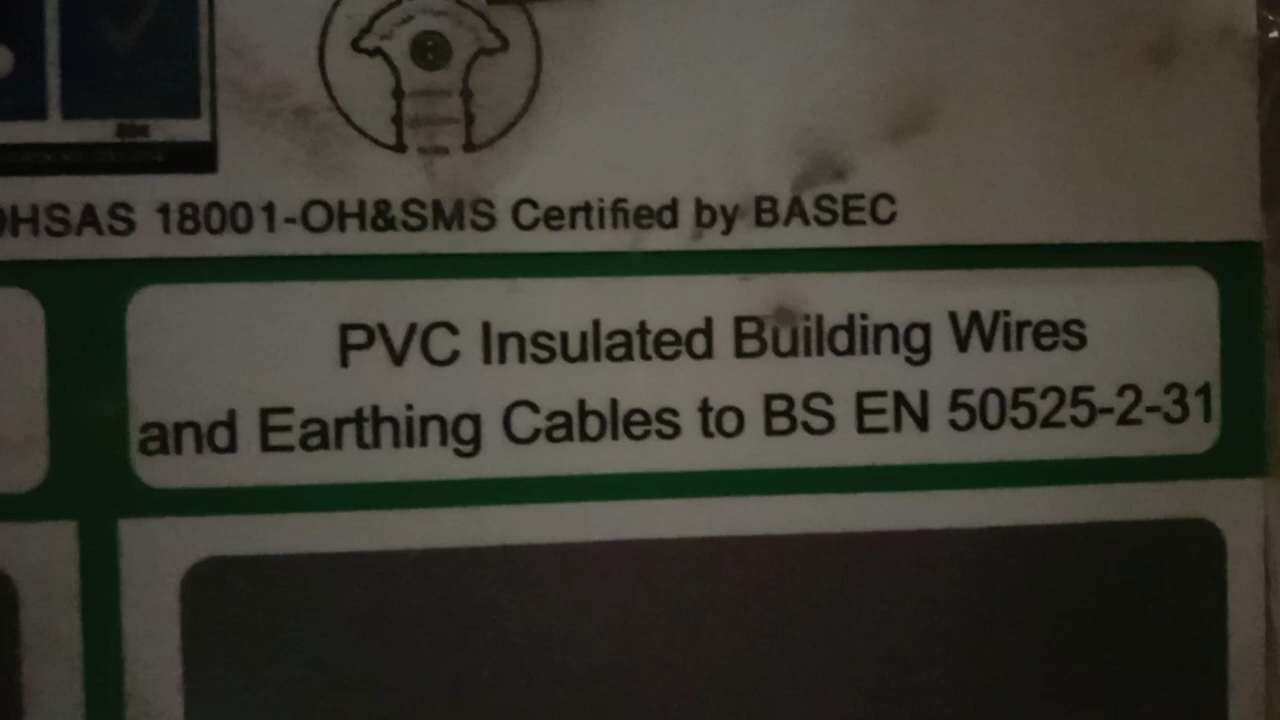 OHSAS 18001-OH&SMS Certified by BASEC
PVC Insulated Building Wires
and Earthing Cables to BS EN 50525-2-31